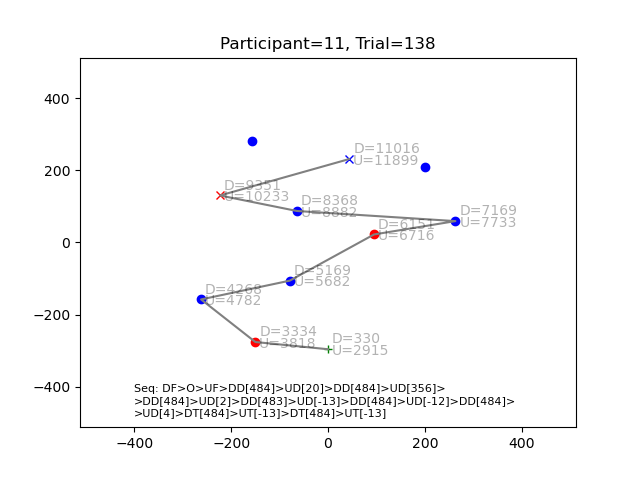 Participant=11, Trial=138
400
200
0
−200
−400
−400
−200
0
200
400
D=11016
U=11899
D=9351
U=10233
D=8368
U=8882
D=7169
U=7733
D=6151
U=6716
D=5169
U=5682
D=4268
U=4782
D=3334
U=3818
D=330
U=2915
Seq: DF>O>UF>DD[484]>UD[20]>DD[484]>UD[356]>
>DD[484]>UD[2]>DD[483]>UD[-13]>DD[484]>UD[-12]>DD[484]>
>UD[4]>DT[484]>UT[-13]>DT[484]>UT[-13]